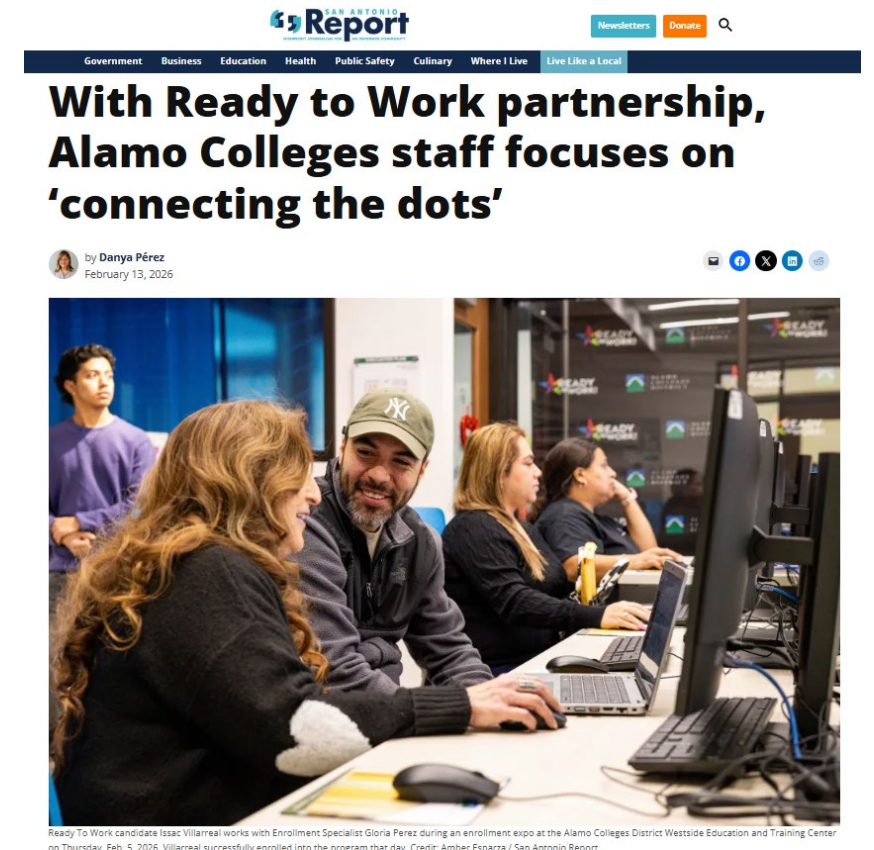 SAN ANTONIO
Report
Newsletters
Donate
Government
Business
Education
Health
Public Safety
Culinary
Where I Live
Live Like a Local
With Ready to Work partnership,
Alamo Colleges staff focuses on
‘connecting the dots’
by Danya Pérez
February 13, 2026
READY
TO WORK!
READY
READY
READY
NY
Ready To Work candidate Issac Villarreal works with Enrollment Specialist Gloria Perez during an enrollment expo at the Alamo Colleges District Westside Education and Training Center
on Thursday, Feb. 5, 2026. Villarreal successfully enrolled into the program that day. Credit: Amber Esparza / San Antonio Report